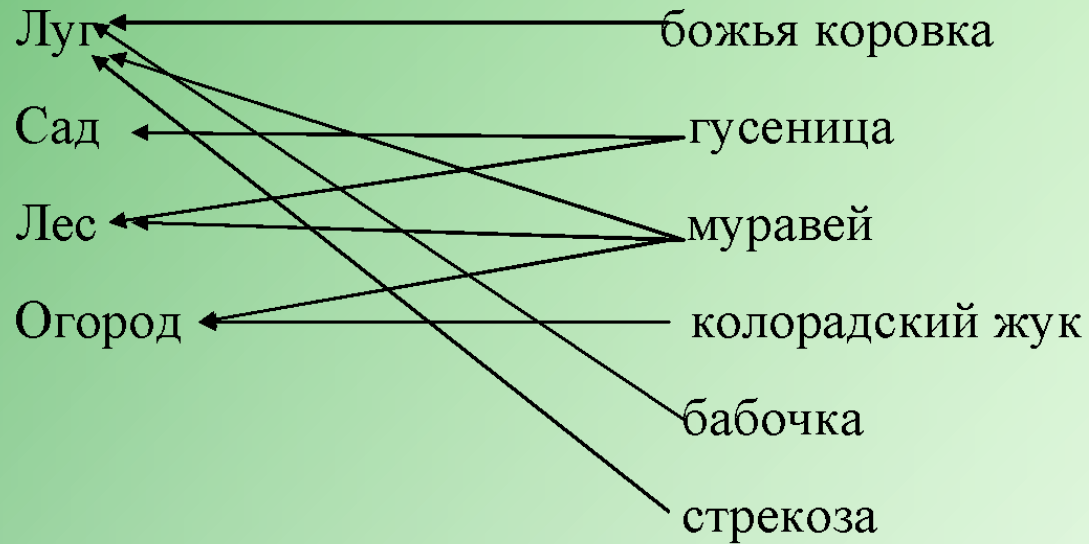 Луг
божья коровка
Сад
гусеница
Лес
муравей
Огород
колорадский жук
бабочка
стрекоза